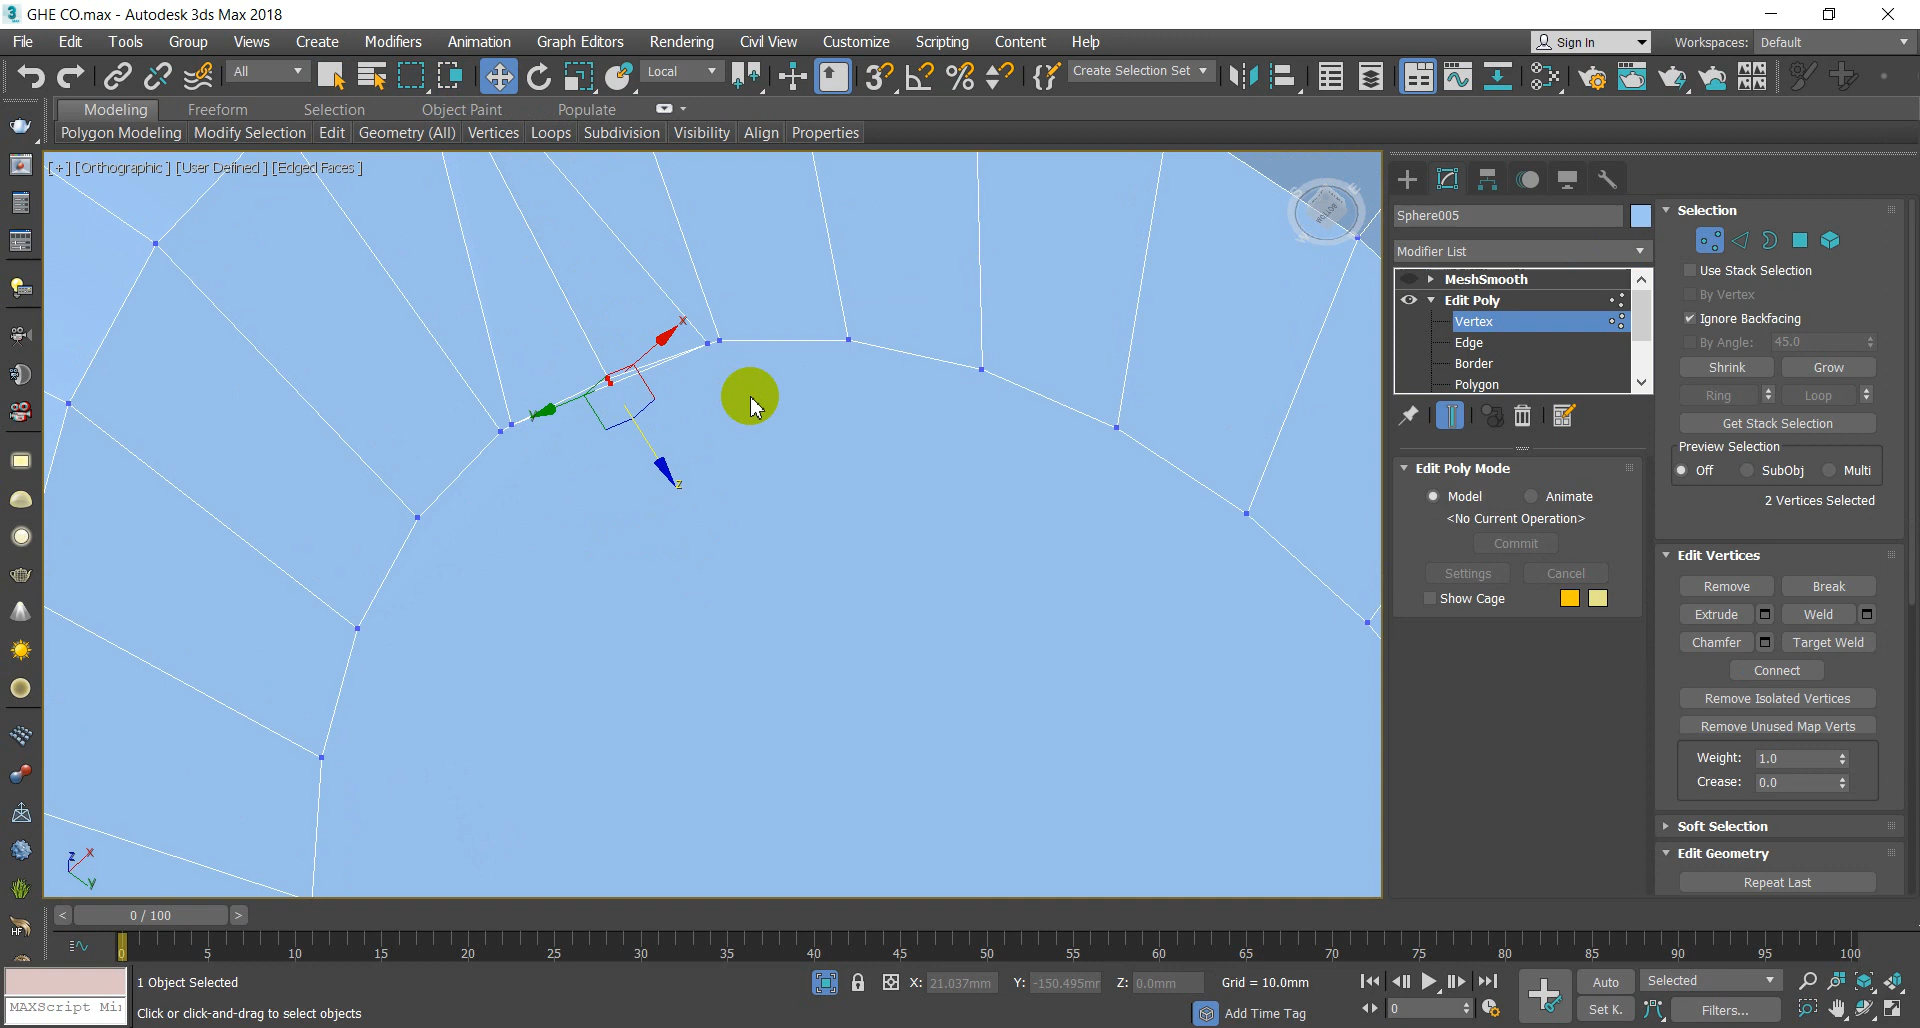 GHE CO.max - Autodesk 3ds Max 2018
File Edit Tools Group Views Create Modifiers Animation Graph Editors Rendering Civil View Customize Scripting Content Help
Sign In Workspaces: Default
All Local Create Selection Set
Modeling Freeform Selection Object Paint Populate
Polygon Modeling Modify Selection Edit Geometry (All) Vertices Loops Subdivision Visibility Align Properties
[+] [Orthographic ] [User Defined ] [Edged Faces ]
Sphere005
Modifier List
MeshSmooth
Edit Poly
Vertex
Edge
Border
Polygon
Edit Poly Mode
Model Animate
<No Current Operation>
Commit
Settings Cancel
Show Cage
Selection
Use Stack Selection
By Vertex
Ignore Backfacing
By Angle: 45.0
Shrink Grow
Ring Loop
Get Stack Selection
Preview Selection
Off SubObj Multi
2 Vertices Selected
Edit Vertices
Remove Break
Extrude Weld
Chamfer Target Weld
Connect
Remove Isolated Vertices
Remove Unused Map Verts
Weight: 1.0
Crease: 0.0
Soft Selection
Edit Geometry
Repeat Last
x
y
z
z x
y
HF
< 0 / 100 >
0 5 10 15 20 25 30 35 40 45 50 55 60 65 70 75 80 85 90 95 100
1 Object Selected
X: 21.037mm Y: -150.495mr Z: 0.0mm Grid = 10.0mm
Auto Selected
MAXScript Mi
Click or click-and-drag to select objects
Add Time Tag
0
Set K. Filters...